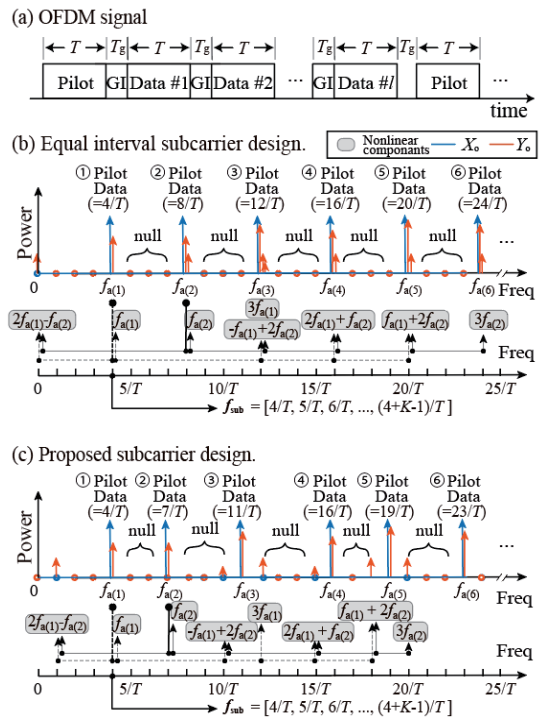 (a) OFDM signal
T Tg T Tg T Tg T Tg T
Pilot GI Data #1 GI Data #2 ... GI Data #l Pilot ...
time
(b) Equal interval subcarrier design.
Nonlinear componants Xo Yo
① Pilot Data (=4/T)
② Pilot Data (=8/T)
③ Pilot Data (=12/T)
④ Pilot Data (=16/T)
⑤ Pilot Data (=20/T)
⑥ Pilot Data (=24/T)
Power
null null null null null ...
0 fa(1) fa(2) fa(3) fa(4) fa(5) fa(6) Freq
2fa(1)-fa(2) fa(1) fa(2) 3fa(1) -fa(1)+2fa(2) 2fa(1)+fa(2) fa(1)+2fa(2) 3fa(2)
Freq
0 5/T 10/T 15/T 20/T 25/T
fsub = [4/T, 5/T, 6/T, ..., (4+K-1)/T ]
(c) Proposed subcarrier design.
① Pilot Data (=4/T)
② Pilot Data (=7/T)
③ Pilot Data (=11/T)
④ Pilot Data (=16/T)
⑤ Pilot Data (=19/T)
⑥ Pilot Data (=23/T)
Power
null null null null null ...
0 fa(1) fa(2) fa(3) fa(4) fa(5) fa(6) Freq
2fa(1)-fa(2) fa(1) fa(2) -fa(1)+2fa(2) 3fa(1) 2fa(1)+fa(2) fa(1) + 2fa(2) 3fa(2)
Freq
0 5/T 10/T 15/T 20/T 25/T
fsub = [4/T, 5/T, 6/T, ..., (4+K-1)/T ]